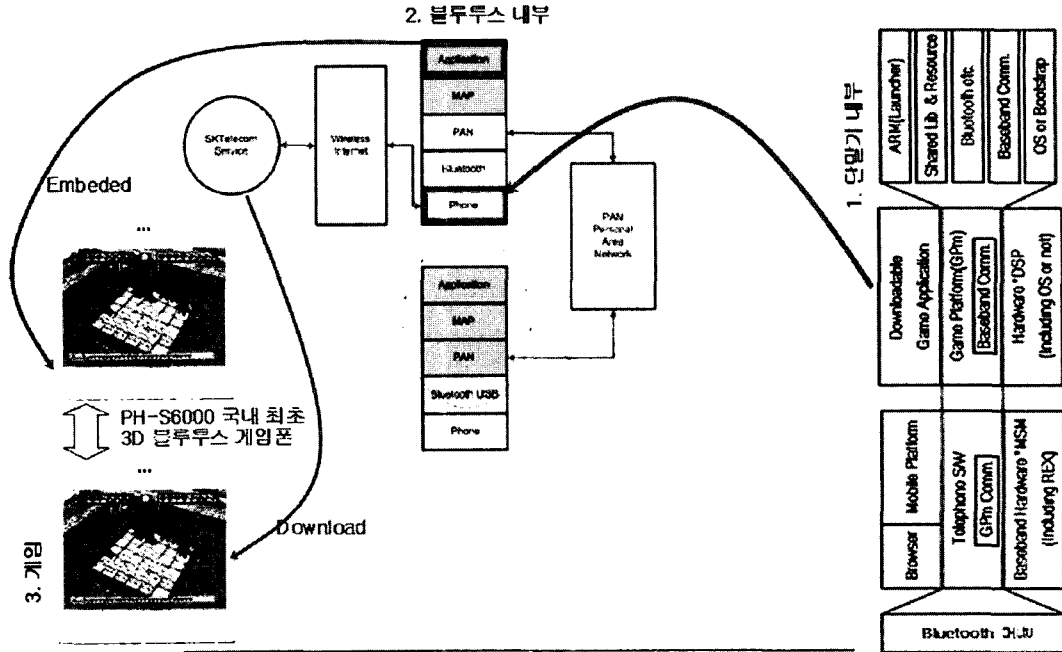 2. 블루투스 내부
Application
MAP
PAN
Bluetooth
Phone
SKTelecom
Service
Wireless
Internet
Embeded
...
PH-S6000 국내 최초
3D 블루투스 게임폰
...
Download
3. 게임
PAN
Personal
Area
Network
Application
MAP
PAN
Bluetooth USB
Phone
1. 단말기 내부
ARM(Launcher)
Shared Lib & Resource
Bluetooth etc.
Baseband Comm.
OS or Bootstrap
Downloadable
Game Application
Game Platform(GPm)
Baseband Comm.
Hardware *DSP
(Including OS or not)
Browser
Mobile Platform
Telephono S/W
GPm Comm.
Baseband Hardware *MSM
(Including REX)
Bluetooth